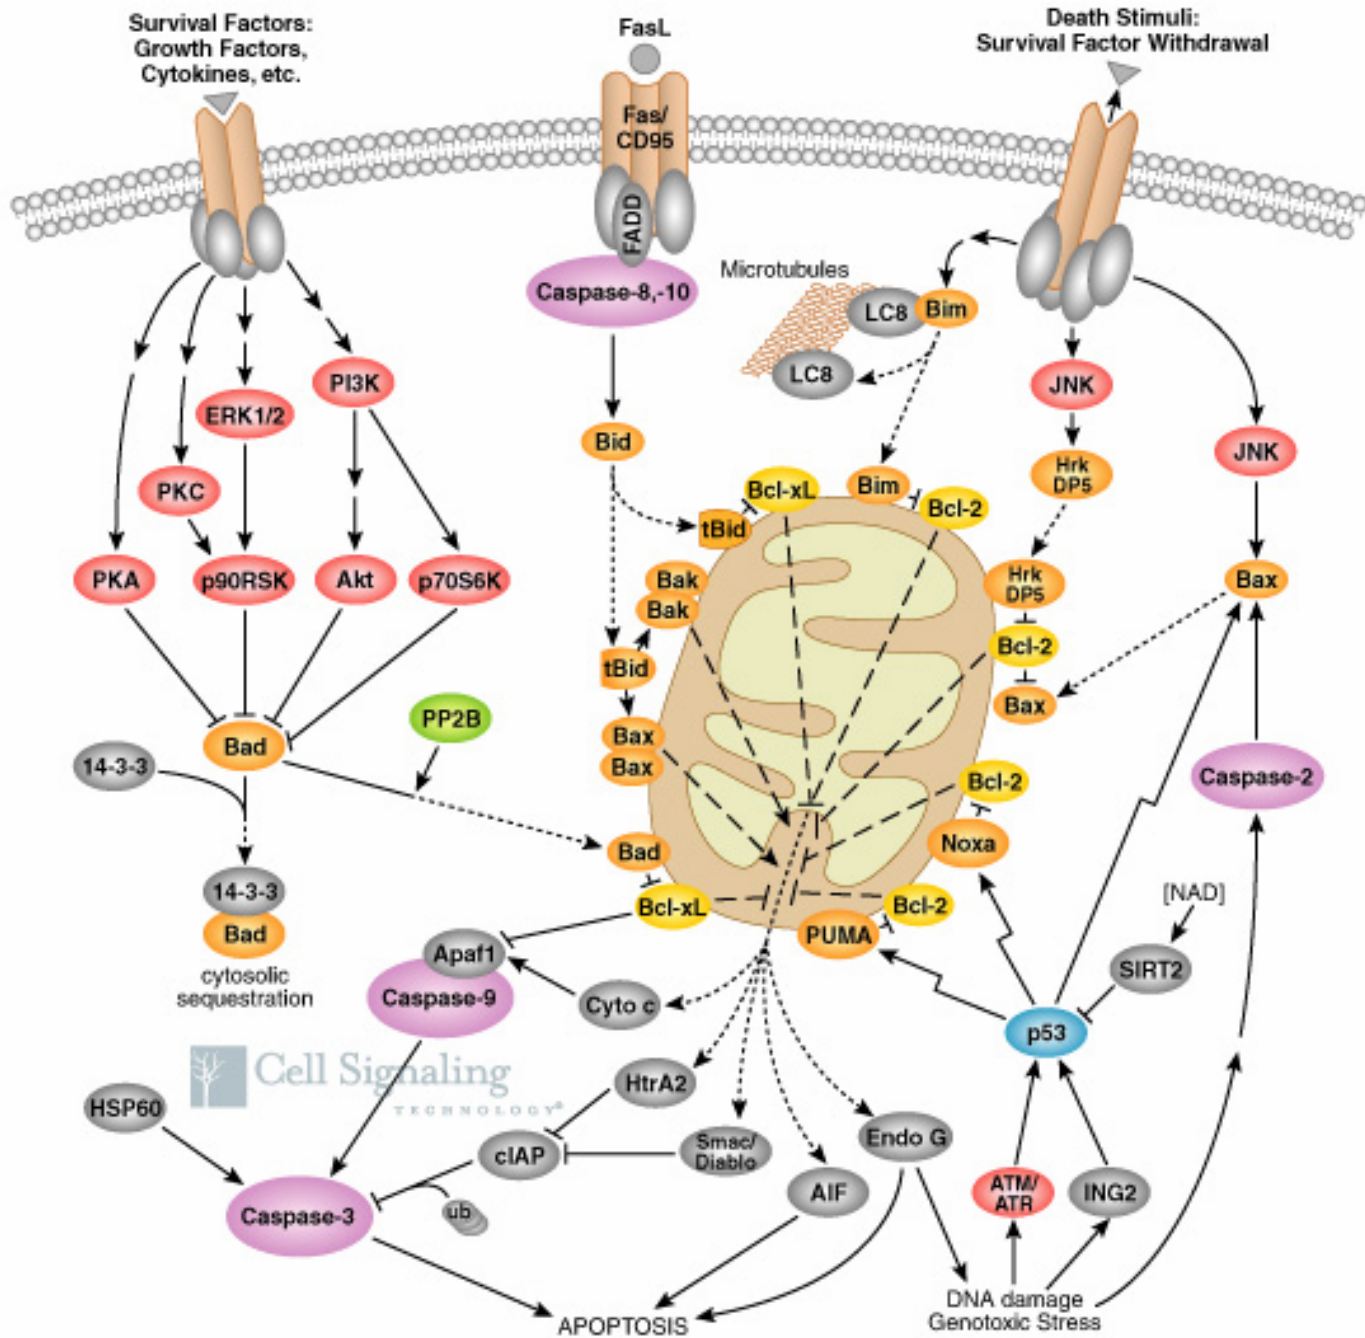 Survival Factors:
Growth Factors,
Cytokines, etc.
FasL
Death Stimuli:
Survival Factor Withdrawal
Fas/
CD95
FADD
Caspase-8,-10
Microtubules
LC8
Bim
LC8
PI3K
ERK1/2
PKC
PKA
p90RSK
Akt
p70S6K
Bid
JNK
JNK
Hrk
DP5
Bcl-xL
Bim
Bcl-2
tBid
Bak
Bak
Hrk
DP5
Bax
tBid
Bcl-2
Bax
Bax
Bax
PP2B
Bad
14-3-3
Bcl-2
Caspase-2
Noxa
Bad
Bcl-xL
Bcl-2
PUMA
14-3-3
Bad
cytosolic
sequestration
[NAD]
SIRT2
Apaf1
Caspase-9
Cyto c
p53
Cell Signaling
TECHNOLOGY®
HtrA2
HSP60
cIAP
Smac/
Diablo
Endo G
AIF
ATM/
ATR
ING2
ub
Caspase-3
APOPTOSIS
DNA damage
Genotoxic Stress